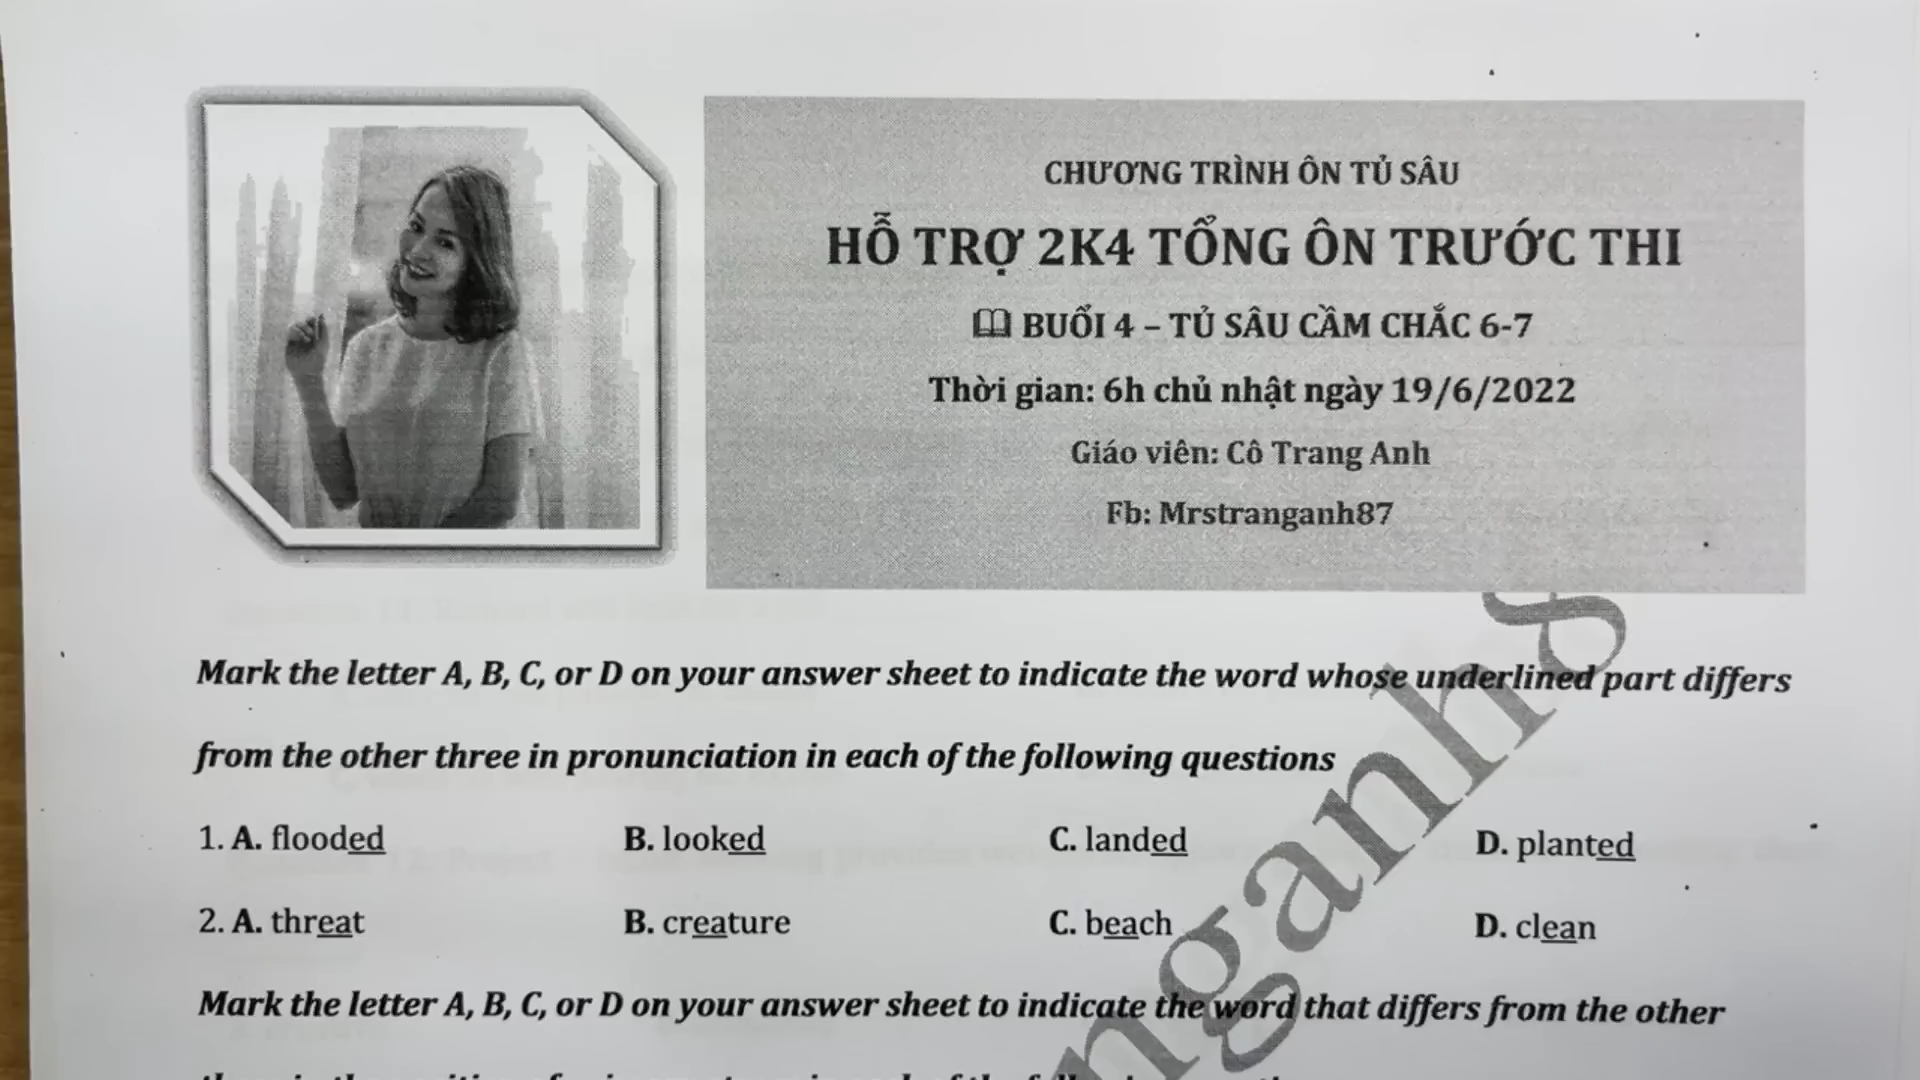 CHƯƠNG TRÌNH ÔN TỦ SÂU
HỖ TRỢ 2K4 TỔNG ÔN TRƯỚC THI
BUỔI 4 – TỦ SÂU CẦM CHẮC 6-7
Thời gian: 6h chủ nhật ngày 19/6/2022
Giáo viên: Cô Trang Anh
Fb: Mrstranganh87
Mark the letter A, B, C, or D on your answer sheet to indicate the word whose underlined part differs
from the other three in pronunciation in each of the following questions
1. A. flooded B. looked C. landed D. planted
2. A. threat B. creature C. beach D. clean
Mark the letter A, B, C, or D on your answer sheet to indicate the word that differs from the other
nganh8